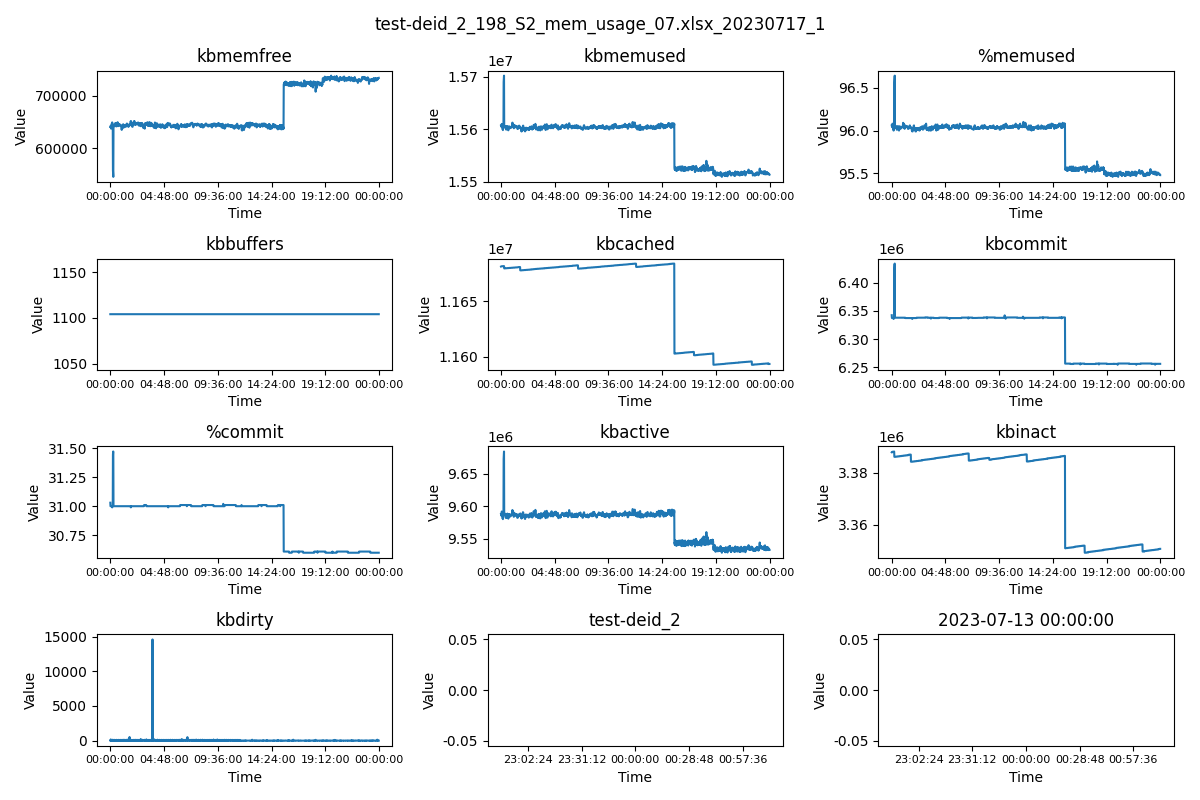 test-deid_2_198_S2_mem_usage_07.xlsx_20230717_1
kbmemfree
Value
700000
600000
00:00:00 04:48:00 09:36:00 14:24:00 19:12:00 00:00:00
Time
kbmemused
1e7
Value
1.57
1.56
1.55
00:00:00 04:48:00 09:36:00 14:24:00 19:12:00 00:00:00
Time
%memused
Value
96.5
96.0
95.5
00:00:00 04:48:00 09:36:00 14:24:00 19:12:00 00:00:00
Time
kbbuffers
Value
1150
1100
1050
00:00:00 04:48:00 09:36:00 14:24:00 19:12:00 00:00:00
Time
kbcached
1e7
Value
1.165
1.160
00:00:00 04:48:00 09:36:00 14:24:00 19:12:00 00:00:00
Time
kbcommit
1e6
Value
6.40
6.35
6.30
6.25
00:00:00 04:48:00 09:36:00 14:24:00 19:12:00 00:00:00
Time
%commit
Value
31.50
31.25
31.00
30.75
00:00:00 04:48:00 09:36:00 14:24:00 19:12:00 00:00:00
Time
kbactive
1e6
Value
9.65
9.60
9.55
00:00:00 04:48:00 09:36:00 14:24:00 19:12:00 00:00:00
Time
kbinact
1e6
Value
3.38
3.36
00:00:00 04:48:00 09:36:00 14:24:00 19:12:00 00:00:00
Time
kbdirty
Value
15000
10000
5000
0
00:00:00 04:48:00 09:36:00 14:24:00 19:12:00 00:00:00
Time
test-deid_2
Value
0.05
0.00
-0.05
23:02:24 23:31:12 00:00:00 00:28:48 00:57:36
Time
2023-07-13 00:00:00
Value
0.05
0.00
-0.05
23:02:24 23:31:12 00:00:00 00:28:48 00:57:36
Time